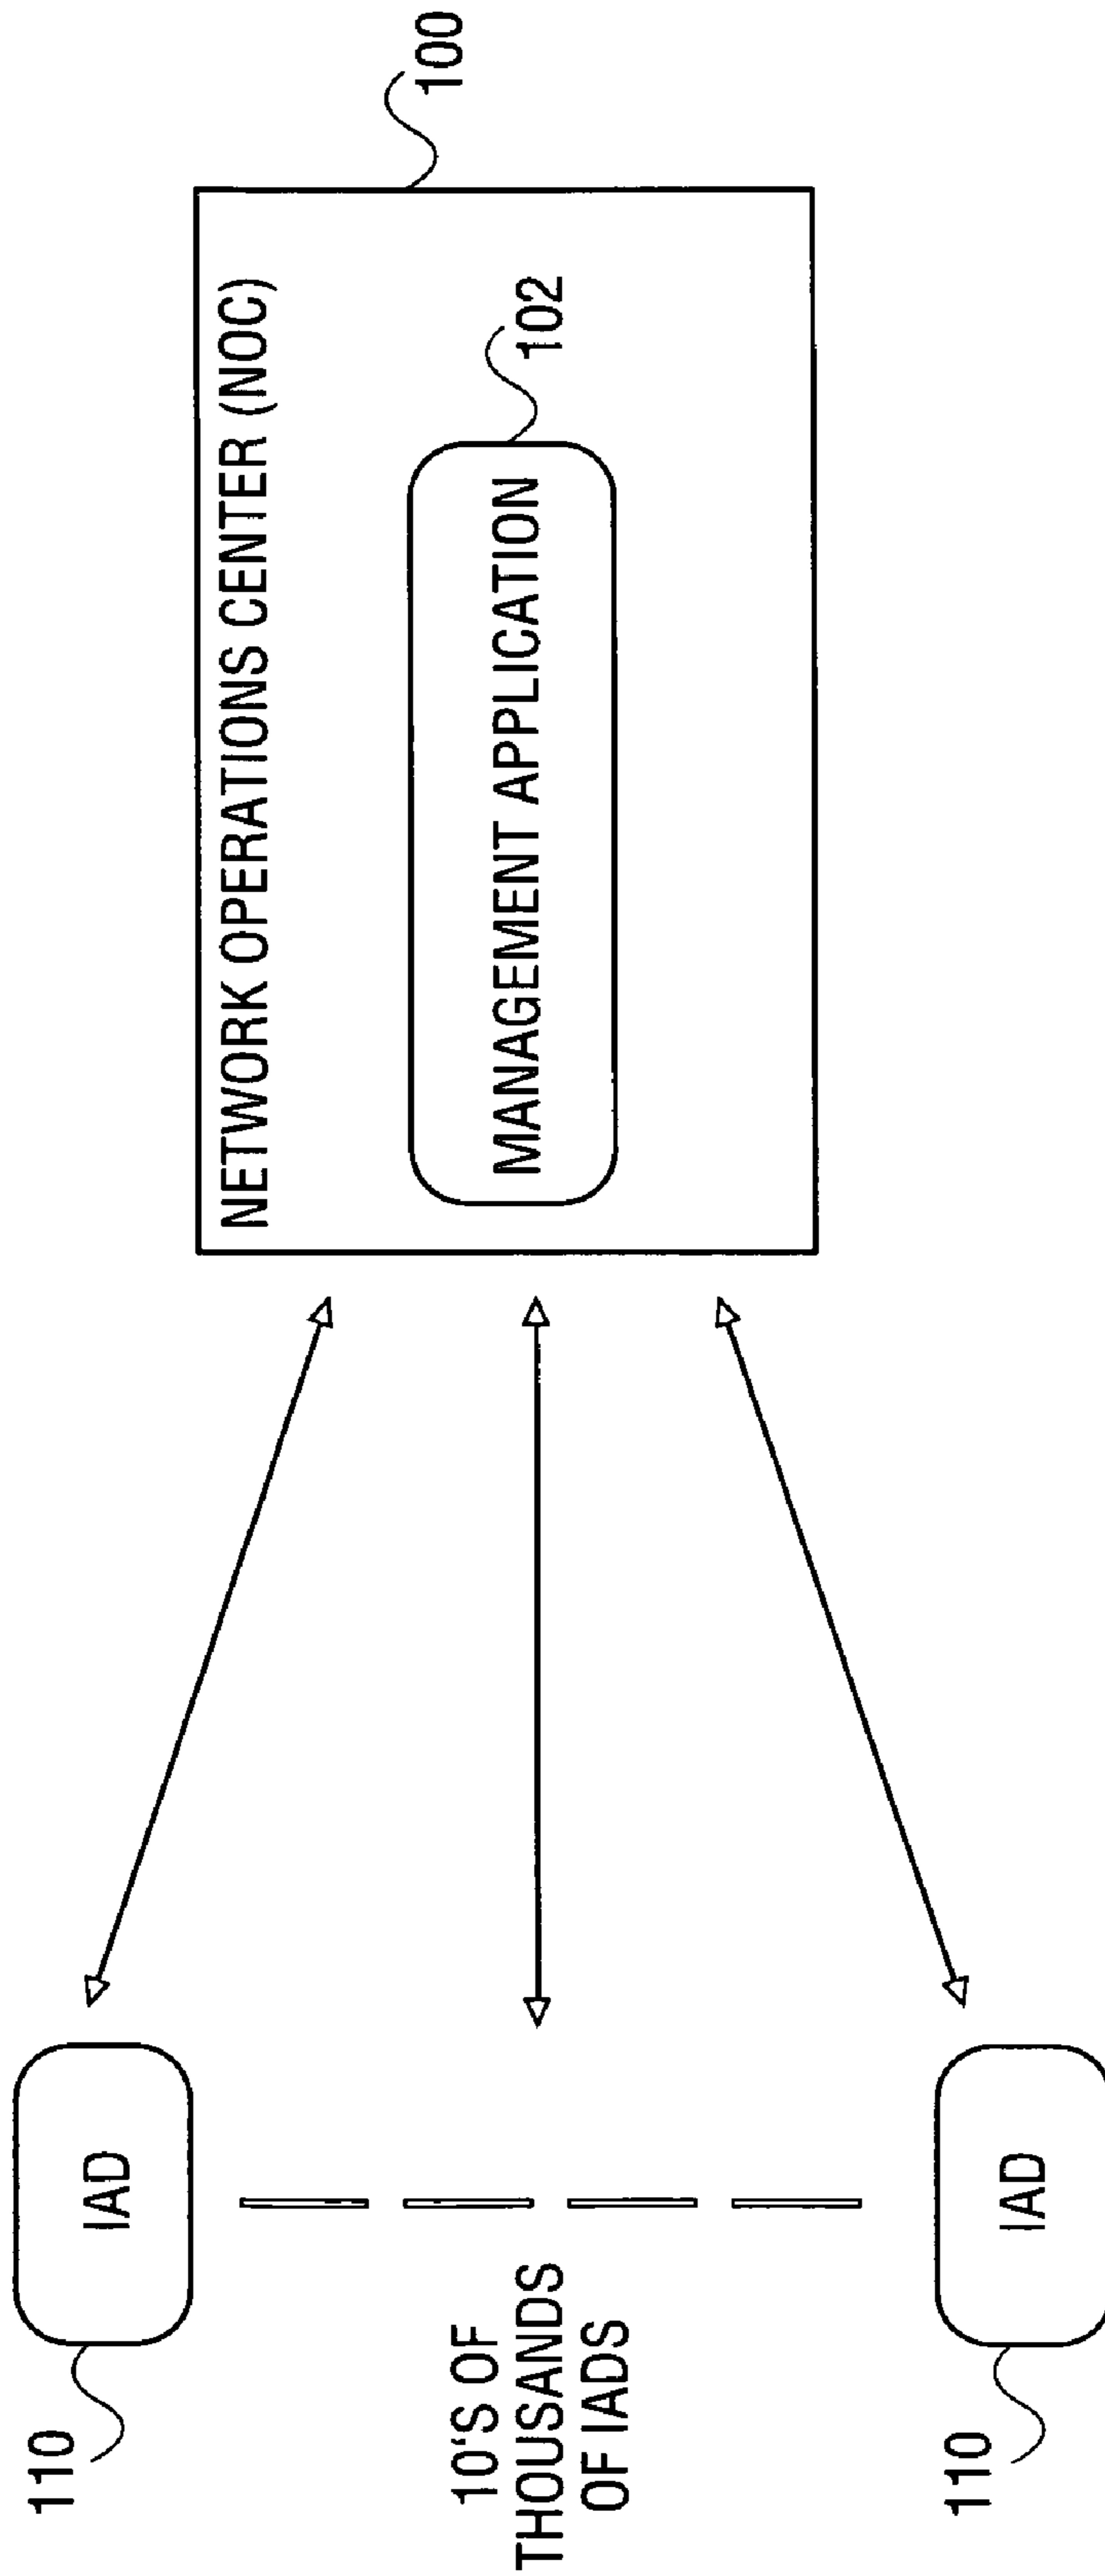 110
IAD
10'S OF
THOUSANDS
OF IADS
110
IAD
NETWORK OPERATIONS CENTER (NOC)
100
MANAGEMENT APPLICATION
102